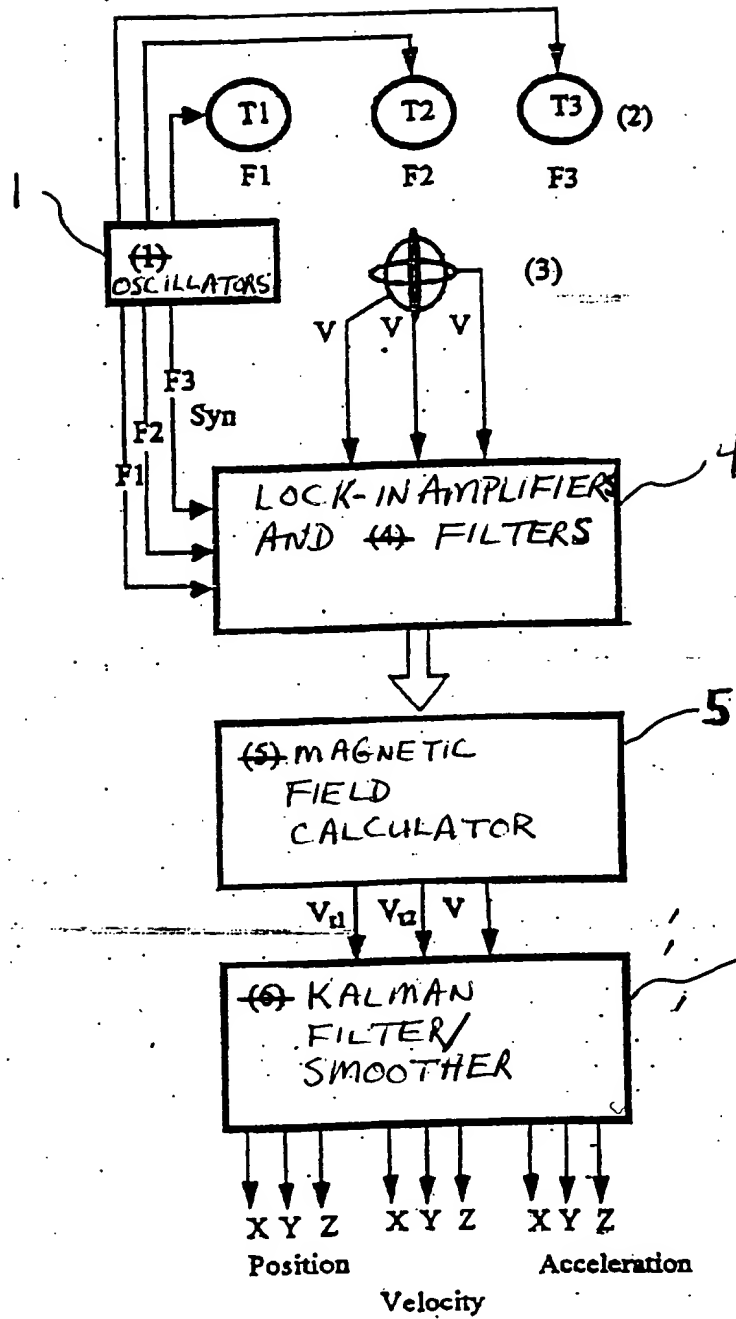 T1 T2 T3 (2)
F1 F2 F3
1
(1)
OSCILLATORS
(3)
V V V
F3
Syn
F2
F1
4
LOCK-IN AMPLIFIERS
AND (4) FILTERS
5
(5) MAGNETIC
FIELD
CALCULATOR
Vr1 Vr2 V
(6) KALMAN
FILTER/
SMOOTHER
X Y Z X Y Z X Y Z
Position Acceleration
Velocity